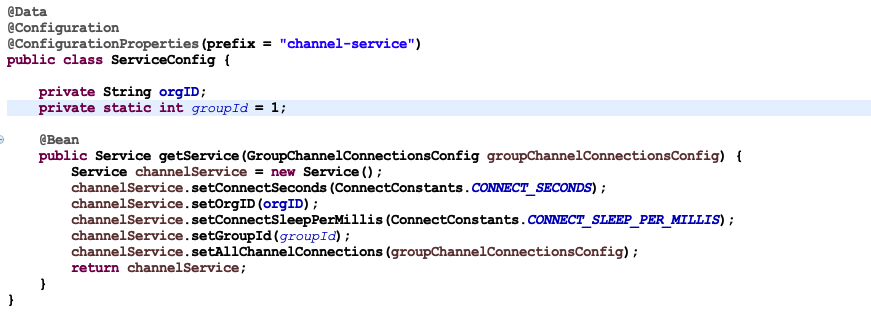 @Data
@Configuration
@ConfigurationProperties(prefix = "channel-service")
public class ServiceConfig {
private String orgID;
private static int groupId = 1;
@Bean
public Service getService(GroupChannelConnectionsConfig groupChannelConnectionsConfig) {
Service channelService = new Service();
channelService.setConnectSeconds(ConnectConstants.CONNECT_SECONDS);
channelService.setOrgID(orgID);
channelService.setConnectSleepPerMillis(ConnectConstants.CONNECT_SLEEP_PER_MILLIS);
channelService.setGroupId(groupId);
channelService.setAllChannelConnections(groupChannelConnectionsConfig);
return channelService;
}
}